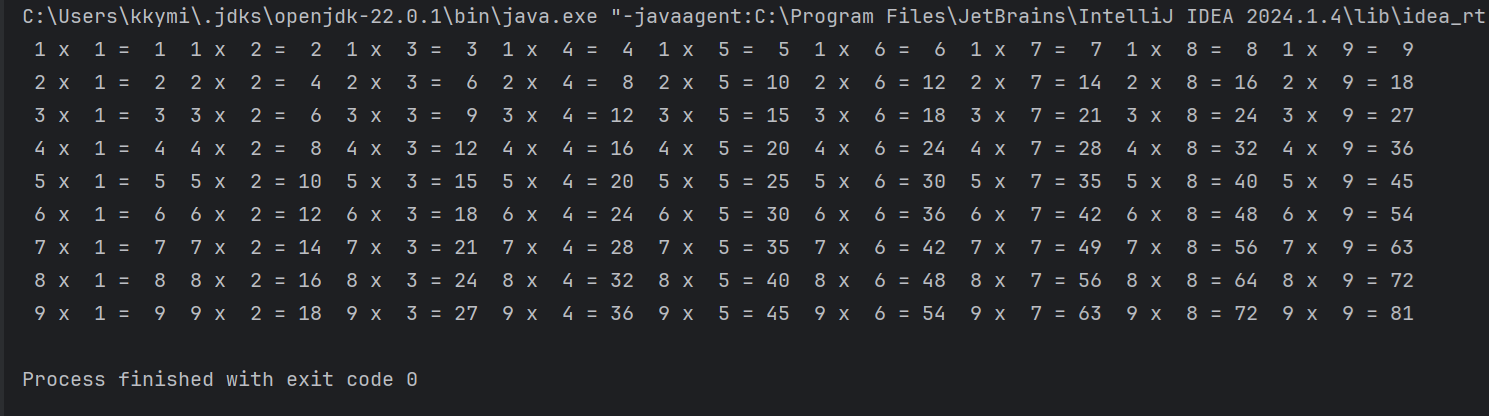 C:\Users\kkymi\.jdks\openjdk-22.0.1\bin\java.exe "-javaagent:C:\Program Files\JetBrains\IntelliJ IDEA 2024.1.4\lib\idea_rt
 1 x  1 =  1  1 x  2 =  2  1 x  3 =  3  1 x  4 =  4  1 x  5 =  5  1 x  6 =  6  1 x  7 =  7  1 x  8 =  8  1 x  9 =  9
 2 x  1 =  2  2 x  2 =  4  2 x  3 =  6  2 x  4 =  8  2 x  5 = 10  2 x  6 = 12  2 x  7 = 14  2 x  8 = 16  2 x  9 = 18
 3 x  1 =  3  3 x  2 =  6  3 x  3 =  9  3 x  4 = 12  3 x  5 = 15  3 x  6 = 18  3 x  7 = 21  3 x  8 = 24  3 x  9 = 27
 4 x  1 =  4  4 x  2 =  8  4 x  3 = 12  4 x  4 = 16  4 x  5 = 20  4 x  6 = 24  4 x  7 = 28  4 x  8 = 32  4 x  9 = 36
 5 x  1 =  5  5 x  2 = 10  5 x  3 = 15  5 x  4 = 20  5 x  5 = 25  5 x  6 = 30  5 x  7 = 35  5 x  8 = 40  5 x  9 = 45
 6 x  1 =  6  6 x  2 = 12  6 x  3 = 18  6 x  4 = 24  6 x  5 = 30  6 x  6 = 36  6 x  7 = 42  6 x  8 = 48  6 x  9 = 54
 7 x  1 =  7  7 x  2 = 14  7 x  3 = 21  7 x  4 = 28  7 x  5 = 35  7 x  6 = 42  7 x  7 = 49  7 x  8 = 56  7 x  9 = 63
 8 x  1 =  8  8 x  2 = 16  8 x  3 = 24  8 x  4 = 32  8 x  5 = 40  8 x  6 = 48  8 x  7 = 56  8 x  8 = 64  8 x  9 = 72
 9 x  1 =  9  9 x  2 = 18  9 x  3 = 27  9 x  4 = 36  9 x  5 = 45  9 x  6 = 54  9 x  7 = 63  9 x  8 = 72  9 x  9 = 81
Process finished with exit code 0